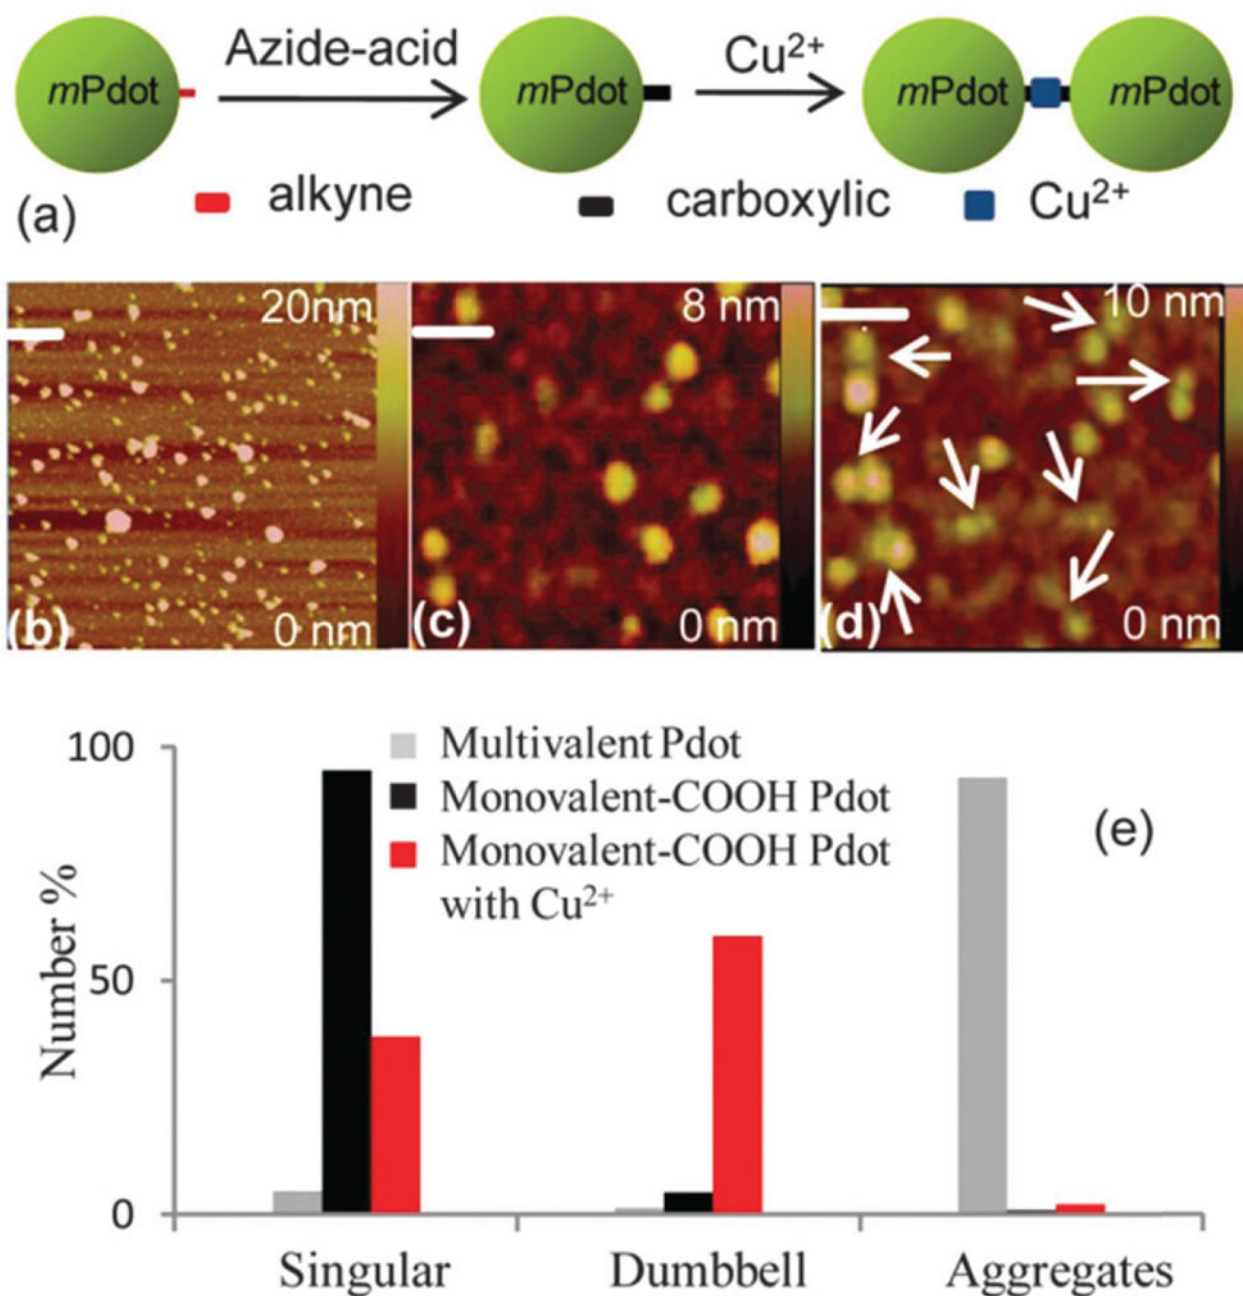 Azide-acid
Cu²⁺
mPdot
mPdot
mPdot
mPdot
(a)
alkyne
carboxylic
Cu²⁺
20nm
8 nm
10 nm
(b)
0 nm
(c)
0 nm
(d)
0 nm
100
Multivalent Pdot
Monovalent-COOH Pdot
(e)
Monovalent-COOH Pdot
with Cu²⁺
Number %
50
0
Singular
Dumbbell
Aggregates